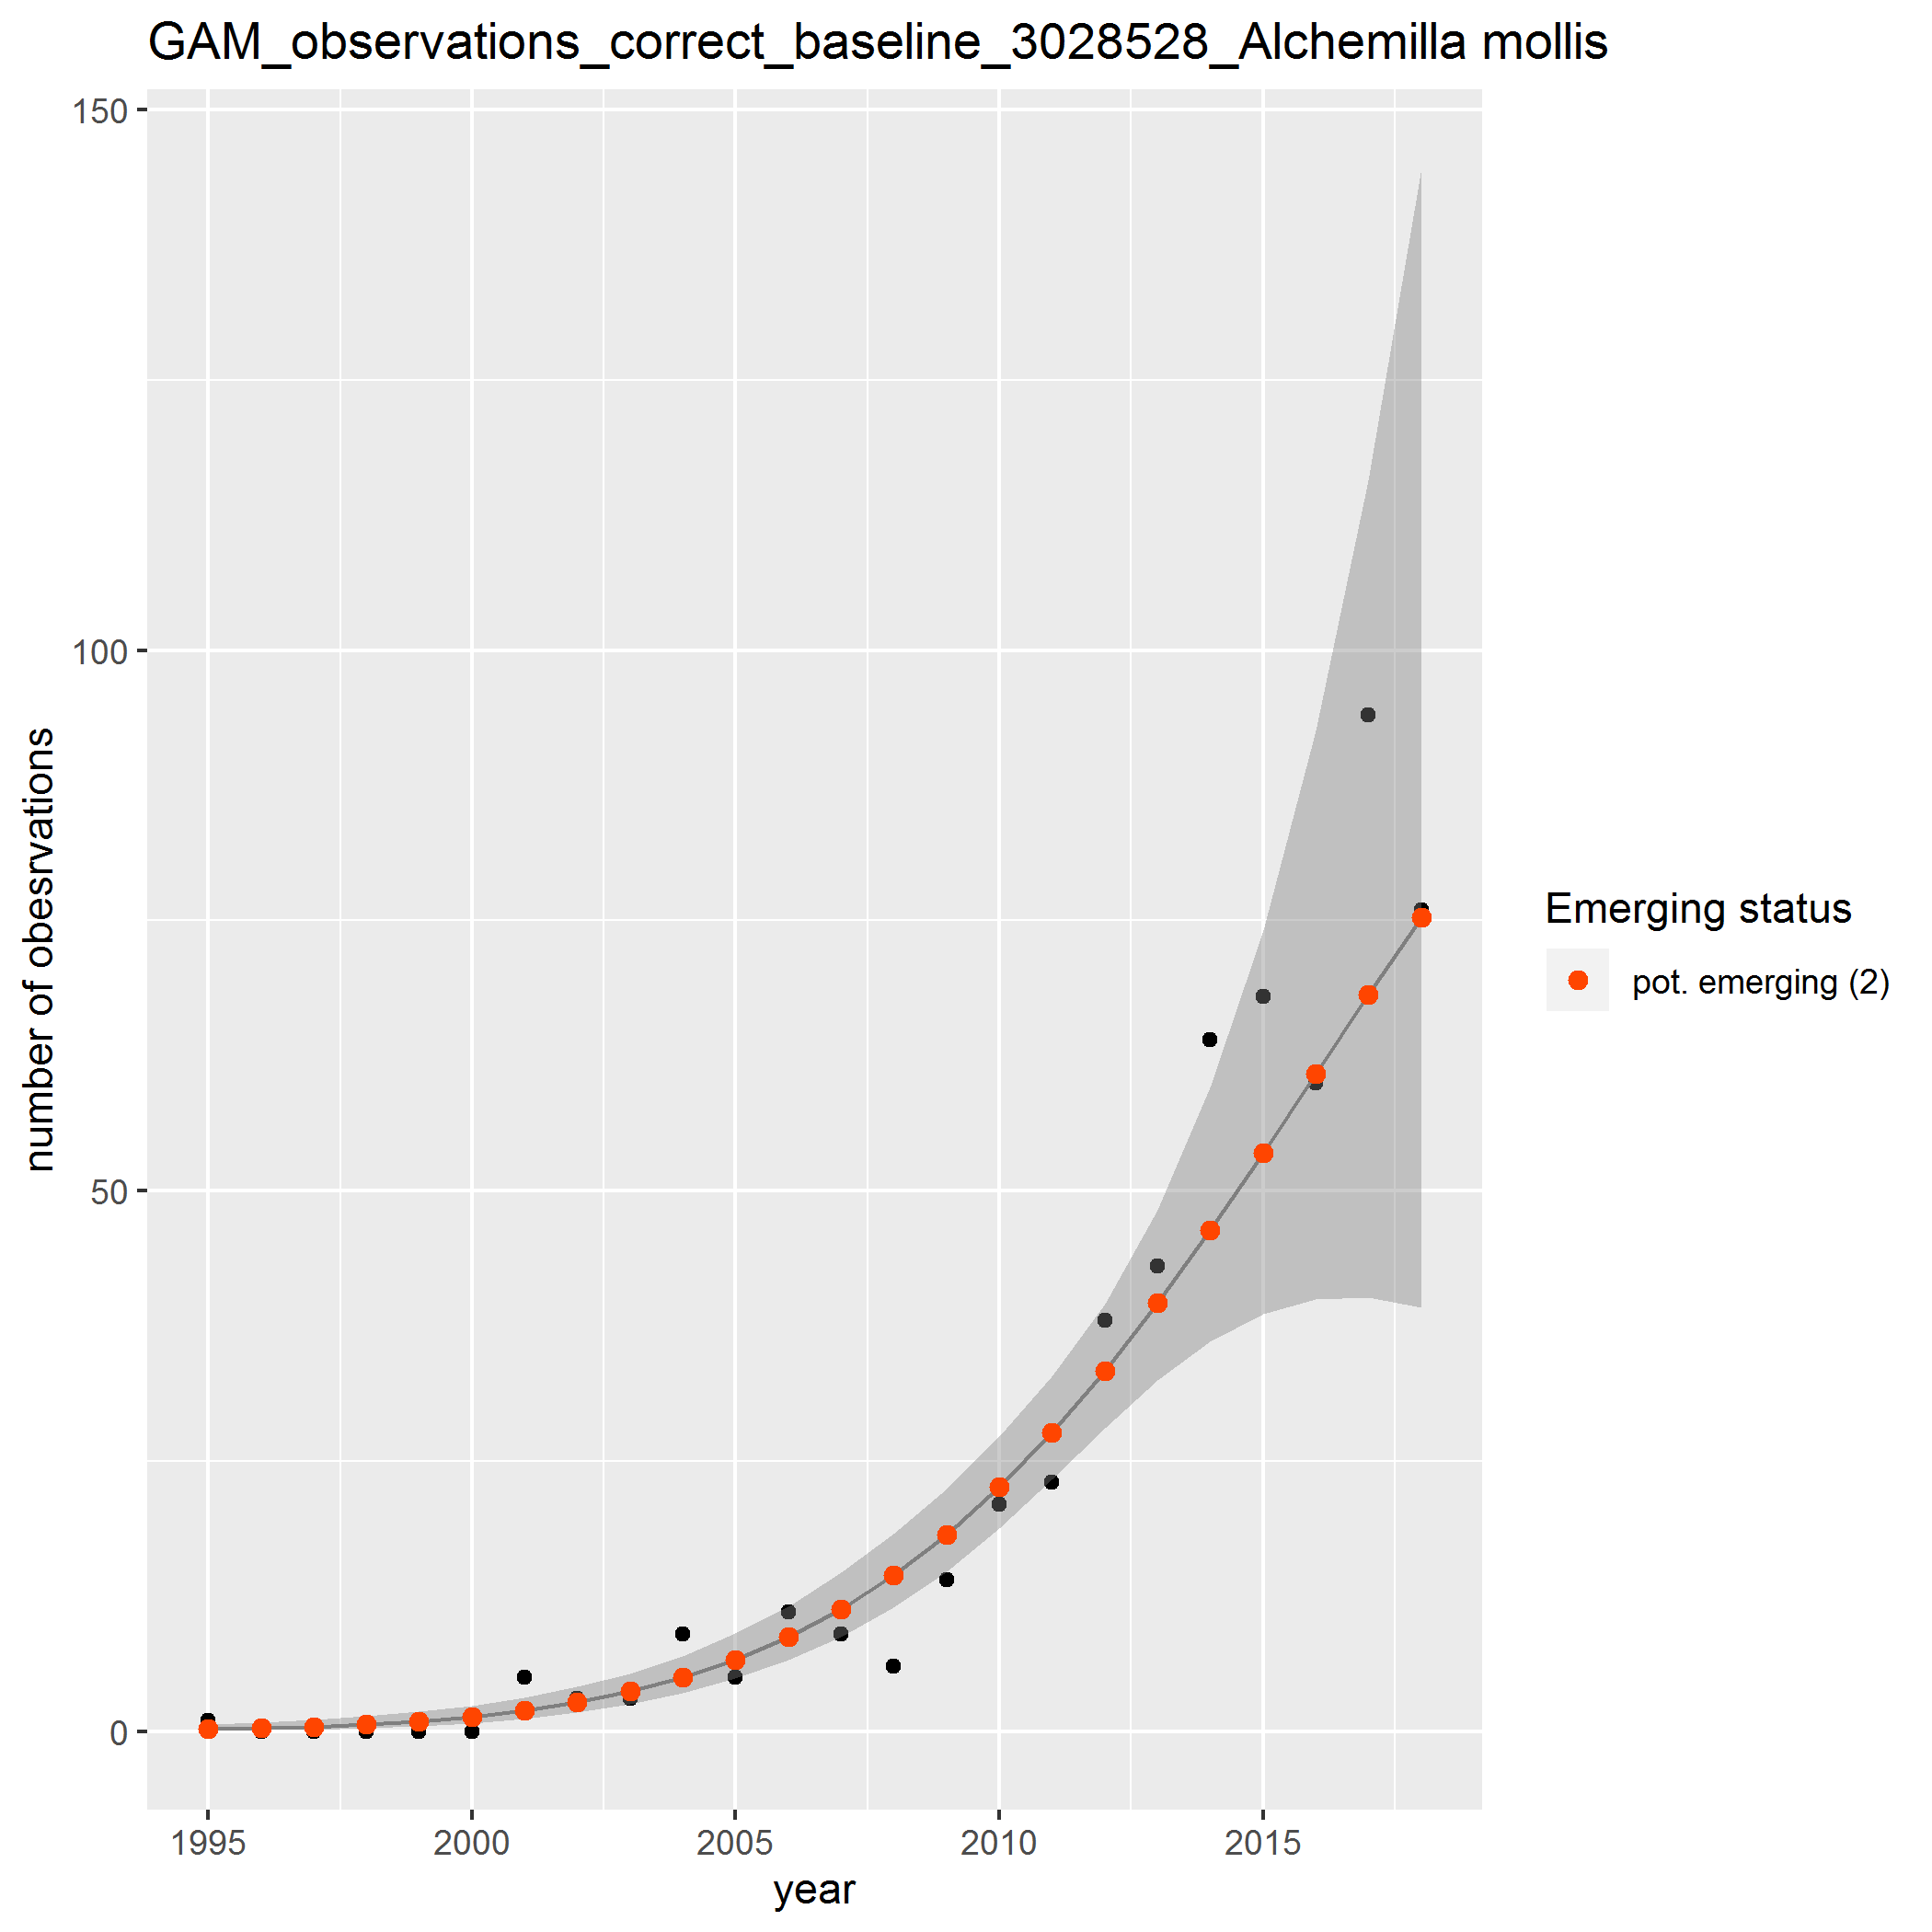 GAM_observations_correct_baseline_3028528_Alchemilla mollis
150
100
50
0
number of obesrvations
1995 2000 2005 2010 2015
year
Emerging status
pot. emerging (2)